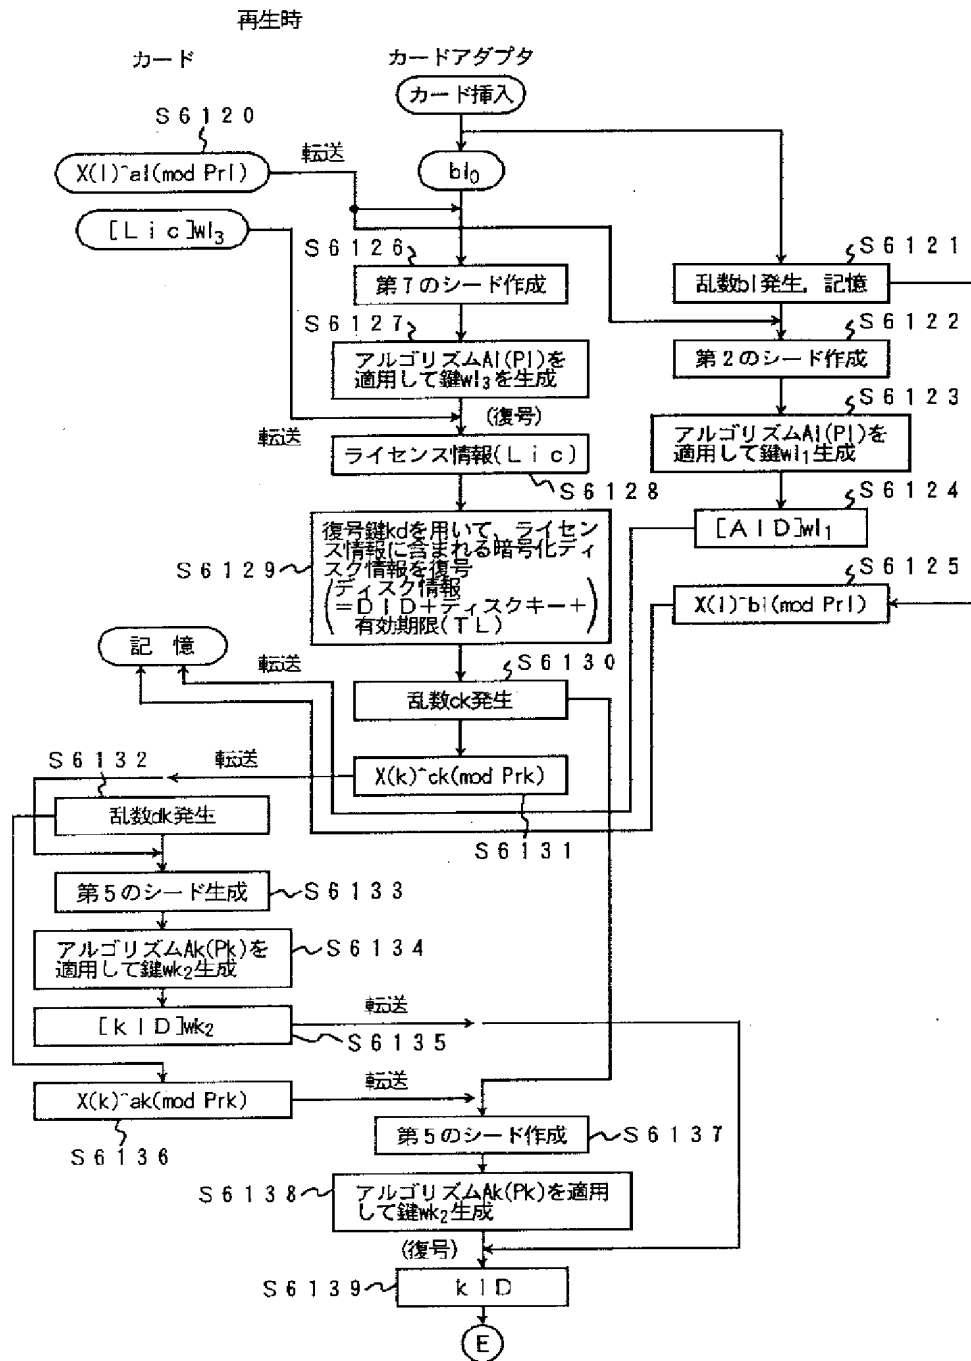 再生時
カード
カードアダプタ
カード挿入
S6120
転送
X(l)^al(mod Prl)
bl0
[Lic]wl3
S6126
S6121
第7のシード作成
乱数bl発生，記憶
S6127
S6122
アルゴリズムAl(Pl)を
適用して鍵wl3を生成
第2のシード作成
(復号)
S6123
転送
ライセンス情報(Lic)
アルゴリズムAl(Pl)を
適用して鍵wl1生成
S6128
S6124
復号鍵kdを用いて、ライセン
ス情報に含まれる暗号化ディ
スク情報を復号
(ディスク情報
=DID+ディスクキー+
有効期限(TL))
[AID]wl1
S6129
S6125
X(l)^bl(mod Prl)
記 憶
転送
S6130
乱数ck発生
S6132
転送
X(k)^ck(mod Prk)
乱数dk発生
S6131
第5のシード生成
S6133
アルゴリズムAk(Pk)を
適用して鍵wk2生成
S6134
転送
[kID]wk2
S6135
転送
X(k)^ak(mod Prk)
S6136
第5のシード作成
S6137
S6138
アルゴリズムAk(Pk)を適用
して鍵wk2生成
(復号)
S6139
kID
E